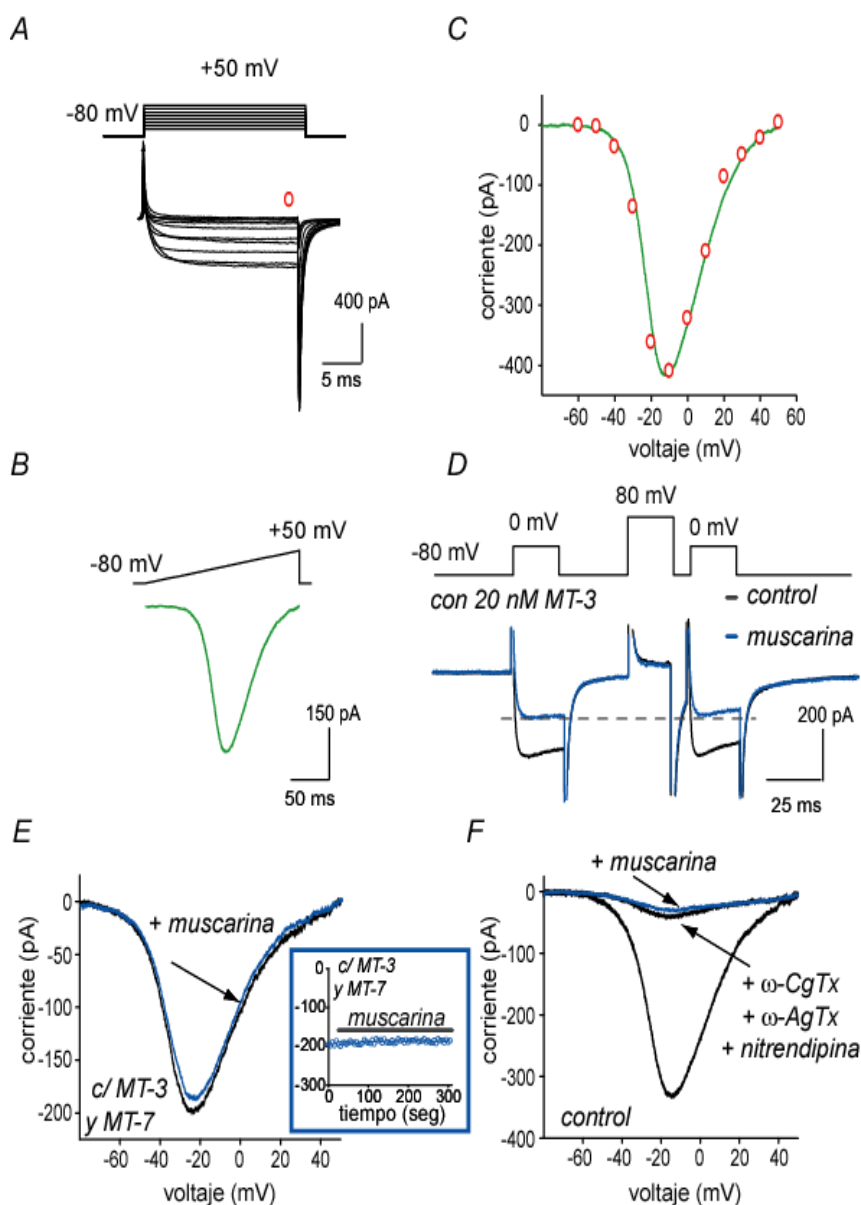 A
+50 mV
-80 mV
400 pA
5 ms
C
0
-100
-200
-300
-400
corriente (pA)
-60 -40 -20 0 20 40 60
voltaje (mV)
B
+50 mV
-80 mV
150 pA
50 ms
D
80 mV
0 mV
0 mV
-80 mV
con 20 nM MT-3
control
muscarina
200 pA
25 ms
E
0
-50
-100
-150
-200
corriente (pA)
+ muscarina
c/ MT-3
y MT-7
-60 -40 -20 0 20 40
voltaje (mV)
c/ MT-3
y MT-7
muscarina
0
-100
-200
-300
0 100 200 300
tiempo (seg)
F
0
-100
-200
-300
-400
corriente (pA)
+ muscarina
+ ω-CgTx
+ ω-AgTx
+ nitrendipina
control
-60 -40 -20 0 20 40
voltaje (mV)